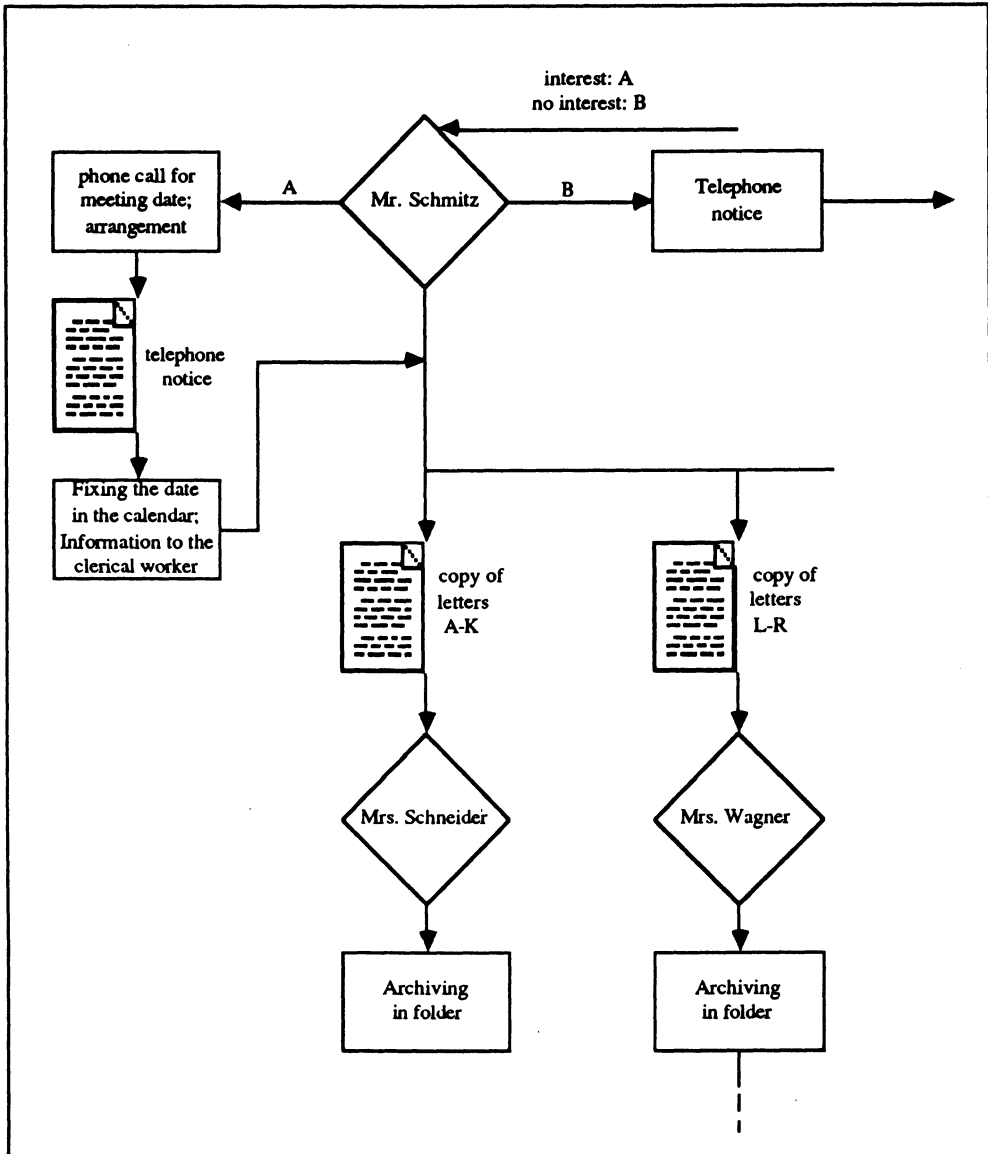 interest: A
no interest: B
phone call for
meeting date;
arrangement
A
Mr. Schmitz
B
Telephone
notice
telephone
notice
Fixing the date
in the calendar;
Information to the
clerical worker
copy of
letters
A-K
copy of
letters
L-R
Mrs. Schneider
Mrs. Wagner
Archiving
in folder
Archiving
in folder